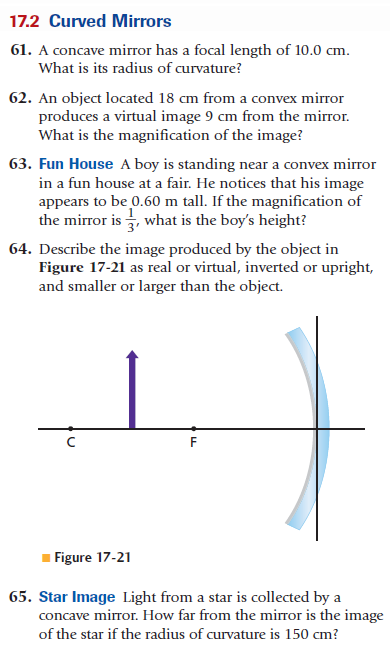 17.2 Curved Mirrors
61. A concave mirror has a focal length of 10.0 cm.
What is its radius of curvature?
62. An object located 18 cm from a convex mirror
produces a virtual image 9 cm from the mirror.
What is the magnification of the image?
63. Fun House A boy is standing near a convex mirror
in a fun house at a fair. He notices that his image
appears to be 0.60 m tall. If the magnification of
the mirror is 1/3, what is the boy's height?
64. Describe the image produced by the object in
Figure 17-21 as real or virtual, inverted or upright,
and smaller or larger than the object.
C F
■ Figure 17-21
65. Star Image Light from a star is collected by a
concave mirror. How far from the mirror is the image
of the star if the radius of curvature is 150 cm?